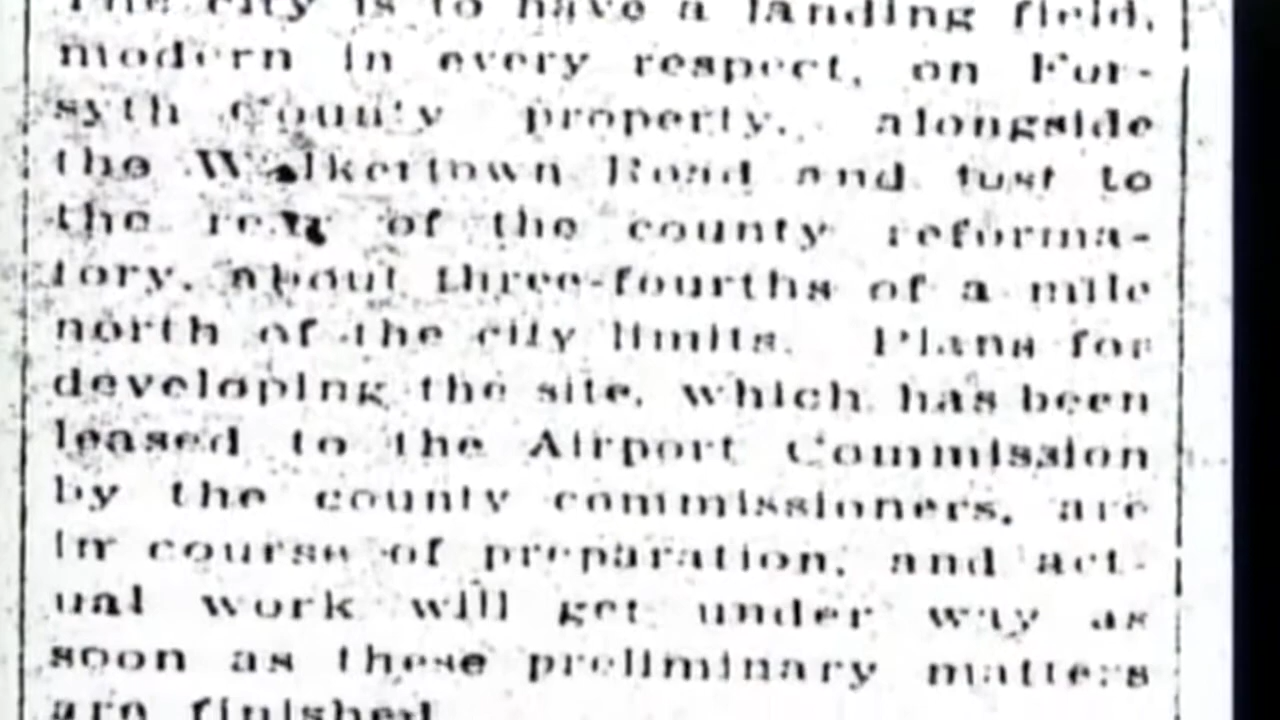 The city is to have a landing field,
modern in every respect, on For-
syth County property, alongside
the Walkertown Road and just to
the rear of the county reforma-
tory, about three-fourths of a mile
north of the city limits. Plans for
developing the site, which has been
leased to the Airport Commission
by the county commissioners, are
in course of preparation, and act-
ual work will get under way as
soon as these preliminary matters
are finished